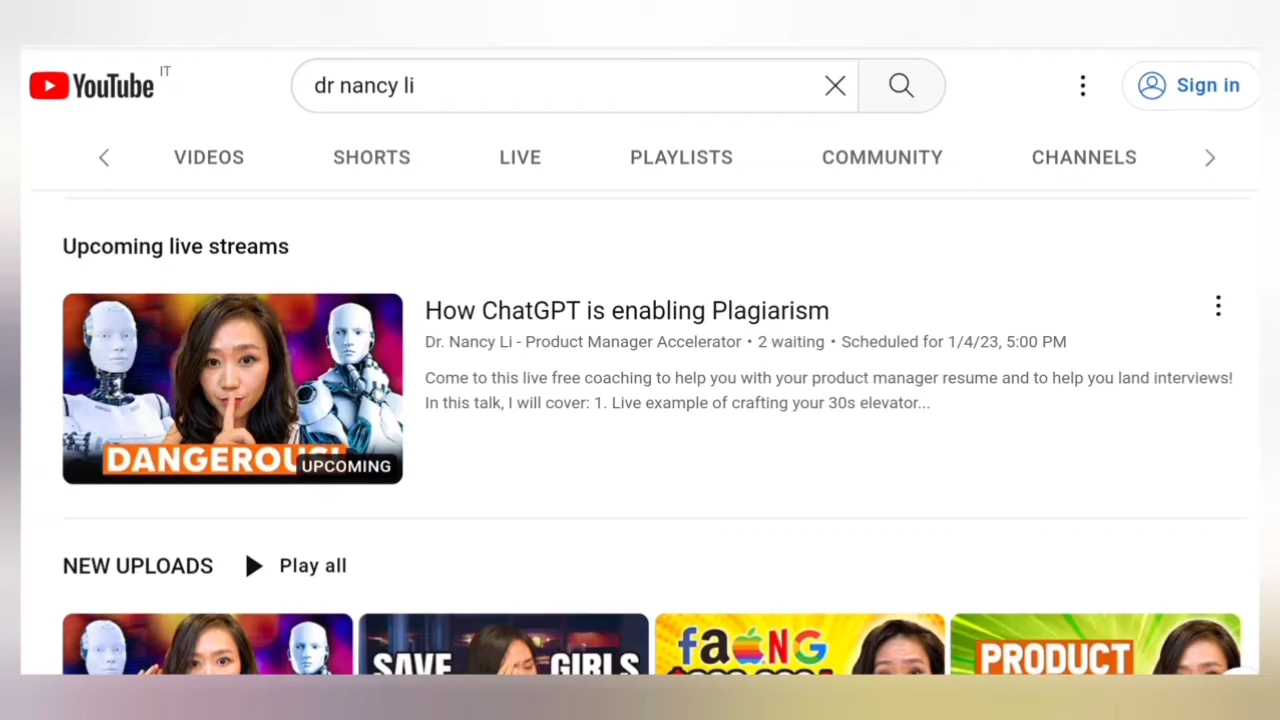 YouTube IT
dr nancy li
Sign in
VIDEOS SHORTS LIVE PLAYLISTS COMMUNITY CHANNELS
Upcoming live streams
DANGEROUS!
UPCOMING
How ChatGPT is enabling Plagiarism
Dr. Nancy Li - Product Manager Accelerator • 2 waiting • Scheduled for 1/4/23, 5:00 PM
Come to this live free coaching to help you with your product manager resume and to help you land interviews!
In this talk, I will cover: 1. Live example of crafting your 30s elevator...
NEW UPLOADS Play all
SAVE GIRLS
faANG
PRODUCT